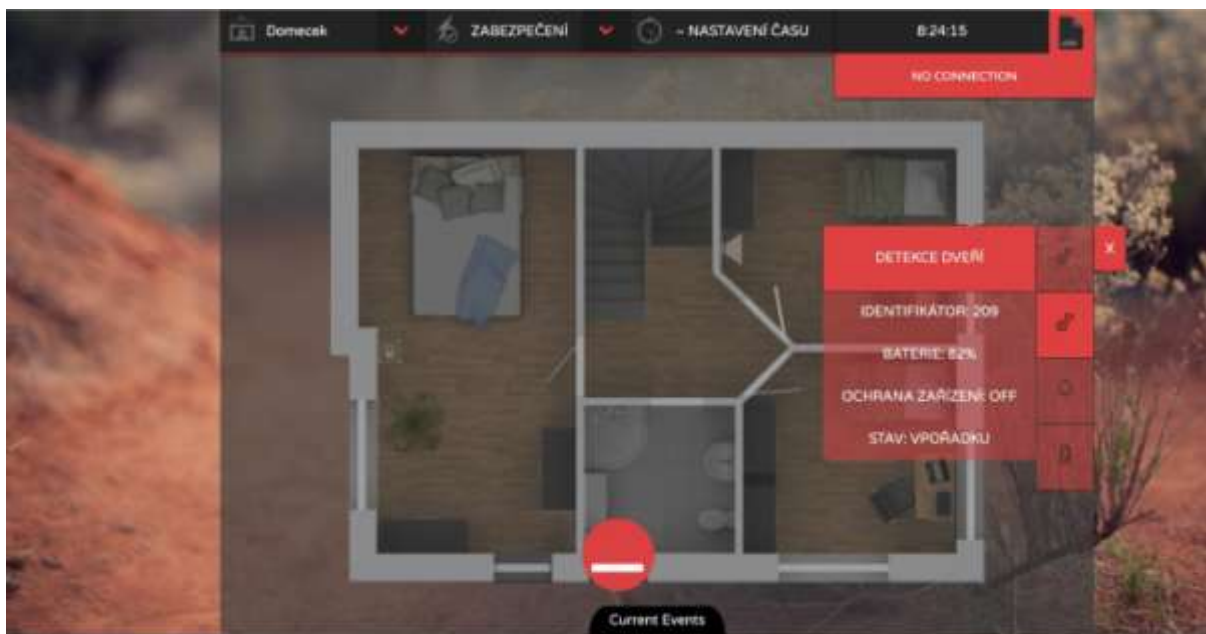 Domecek
ZABEZPEČENÍ
~ NASTAVENÍ ČASU
8:24:15
NO CONNECTION
DETEKCE DVEŘÍ
X
IDENTIFIKÁTOR: 209
BATERIE: 82%
OCHRANA ZAŘÍZENÍ: OFF
STAV: VPOŘÁDKU
Current Events